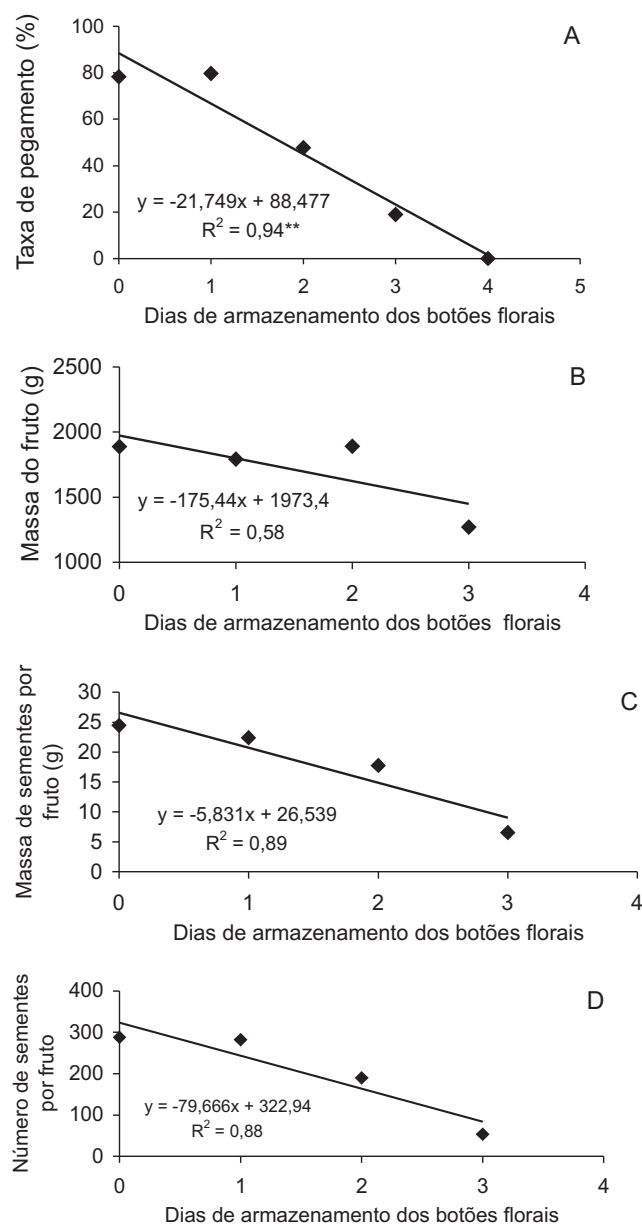 A
Taxa de pegamento (%)
100
80
60
40
20
0
y = -21,749x + 88,477
R² = 0,94**
0 1 2 3 4 5
Dias de armazenamento dos botões florais
B
Massa do fruto (g)
2500
2000
1500
1000
y = -175,44x + 1973,4
R² = 0,58
0 1 2 3 4
Dias de armazenamento dos botões florais
C
Massa de sementes por
fruto (g)
30
25
20
15
10
5
0
y = -5,831x + 26,539
R² = 0,89
0 1 2 3 4
Dias de armazenamento dos botões florais
D
Número de sementes
por fruto
400
300
200
100
0
y = -79,666x + 322,94
R² = 0,88
0 1 2 3 4
Dias de armazenamento dos botões florais